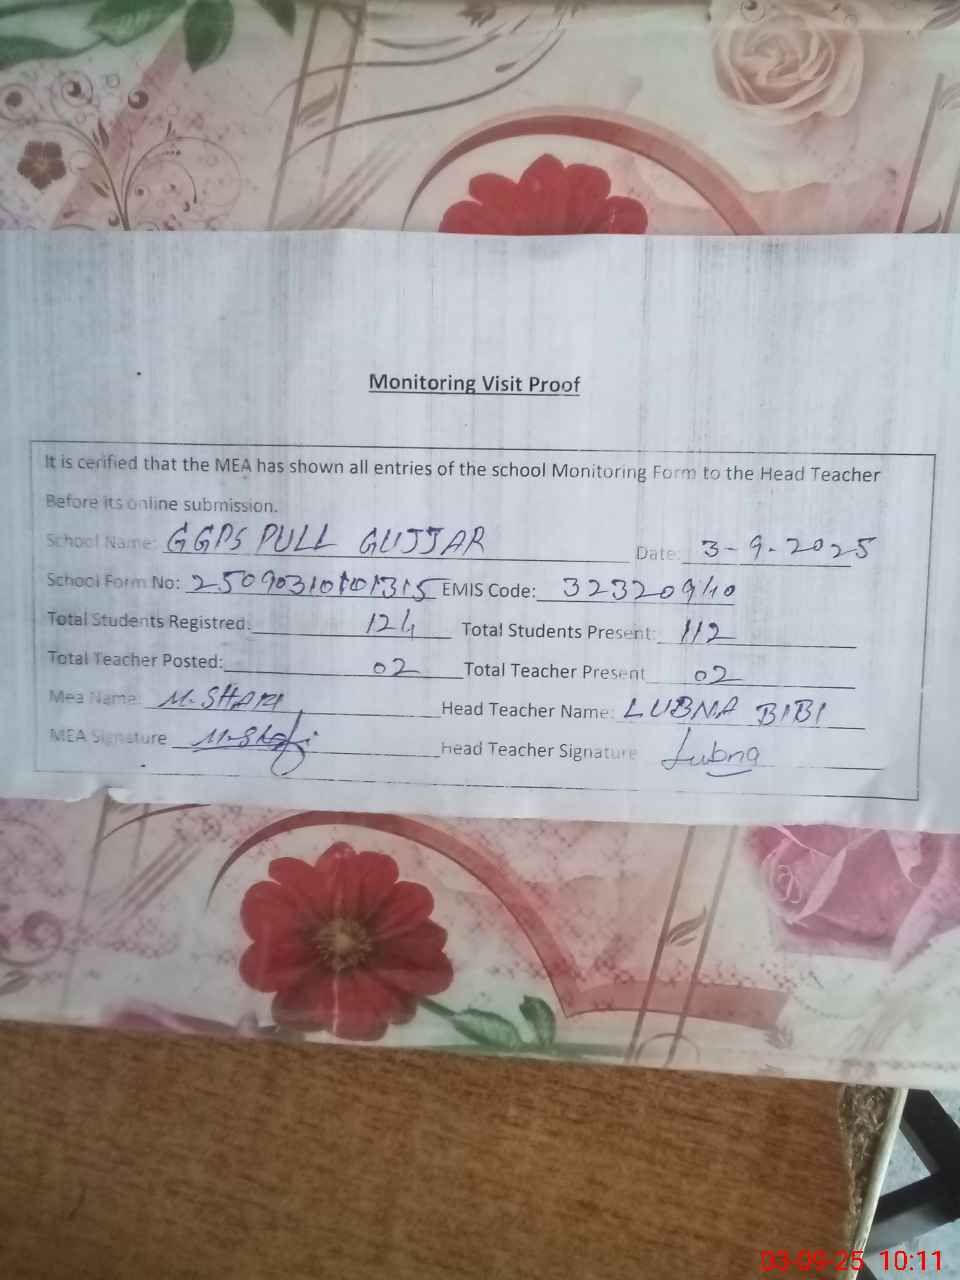 Monitoring Visit Proof
It is cerified that the MEA has shown all entries of the school Monitoring Form to the Head Teacher
Before its online submission.
School Name: GGPS PULL GUJJAR Date: 3-9-2025
School Form No: 25090310101315 EMIS Code: 32320940
Total Students Registred: 124 Total Students Present: 112
Total Teacher Posted: 02 Total Teacher Present 02
Mea Name: M. SHAFI Head Teacher Name: LUBNA BIBI
MEA Signature M. Shafi Head Teacher Signature Lubna
03-09-25 10:11